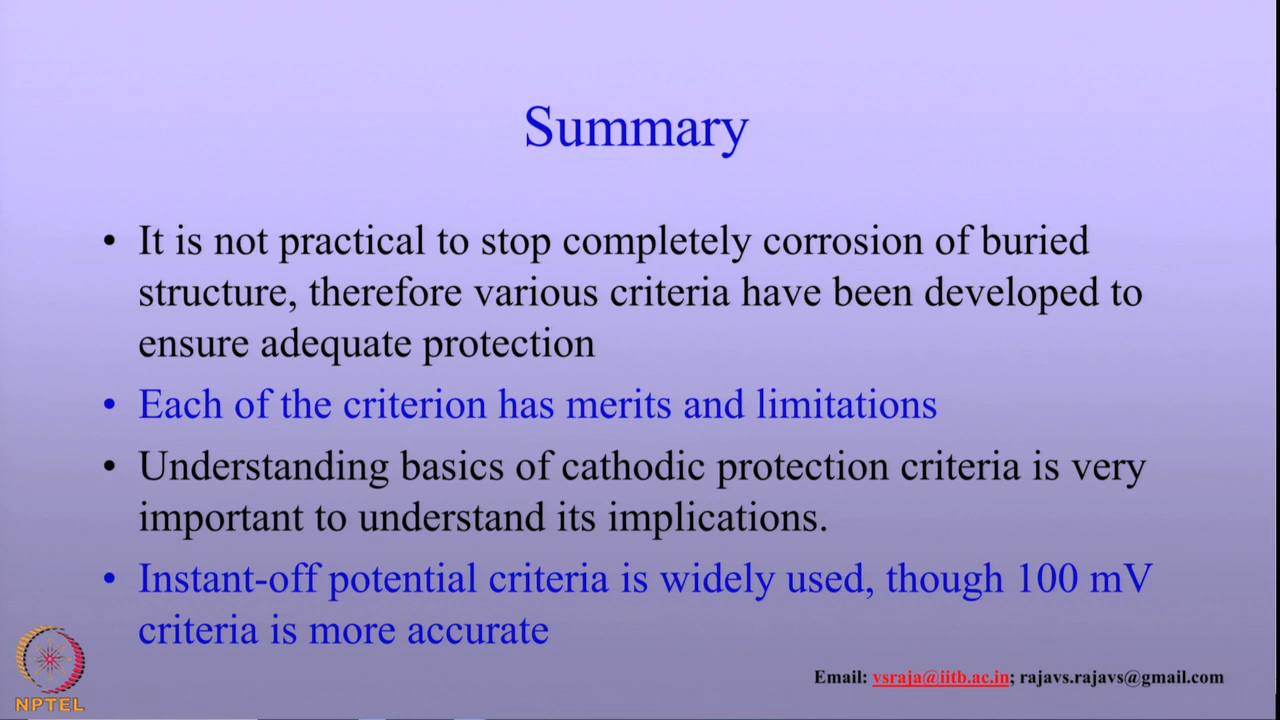 Summary
• It is not practical to stop completely corrosion of buried
structure, therefore various criteria have been developed to
ensure adequate protection
• Each of the criterion has merits and limitations
• Understanding basics of cathodic protection criteria is very
important to understand its implications.
• Instant-off potential criteria is widely used, though 100 mV
criteria is more accurate
Email: vsraja@iitb.ac.in; rajavs.rajavs@gmail.com
NPTEL